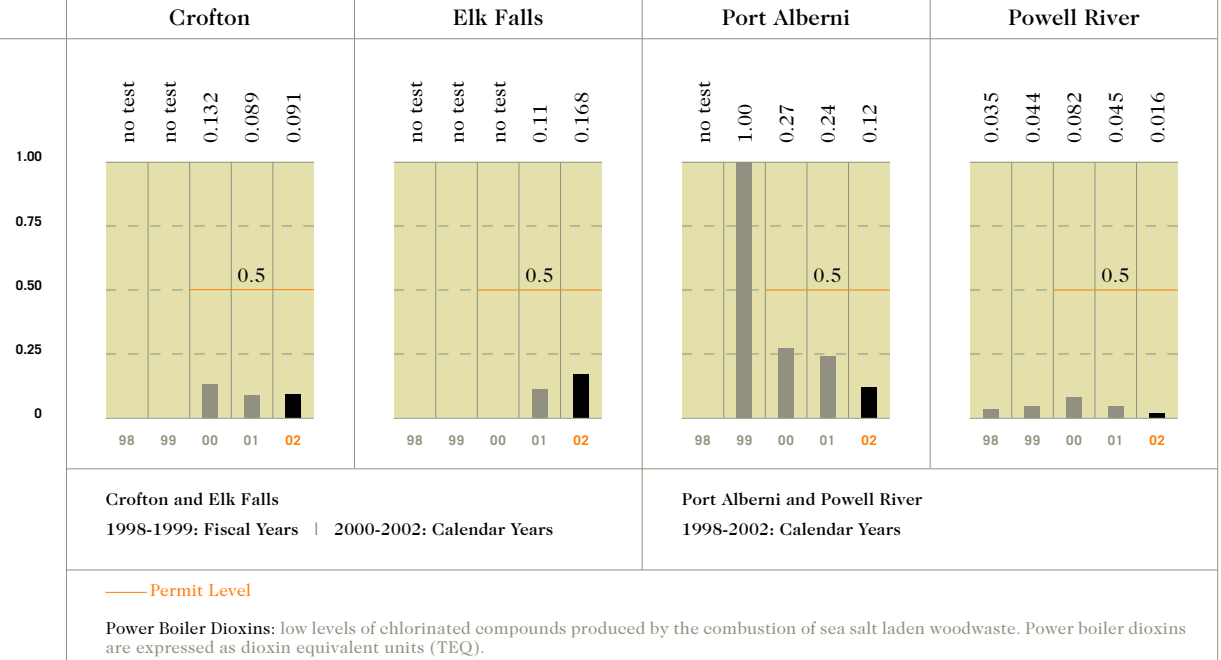 Crofton Elk Falls Port Alberni Powell River
no test no test 0.132 0.089 0.091 no test no test no test 0.11 0.168 no test 1.00 0.27 0.24 0.12 0.035 0.044 0.082 0.045 0.016
1.00
0.75
0.5 0.5 0.5 0.5
0.50
0.25
0
98 99 00 01 02 98 99 00 01 02 98 99 00 01 02 98 99 00 01 02
Crofton and Elk Falls
1998-1999: Fiscal Years | 2000-2002: Calendar Years
Port Alberni and Powell River
1998-2002: Calendar Years
Permit Level
Power Boiler Dioxins: low levels of chlorinated compounds produced by the combustion of sea salt laden woodwaste. Power boiler dioxins
are expressed as dioxin equivalent units (TEQ).